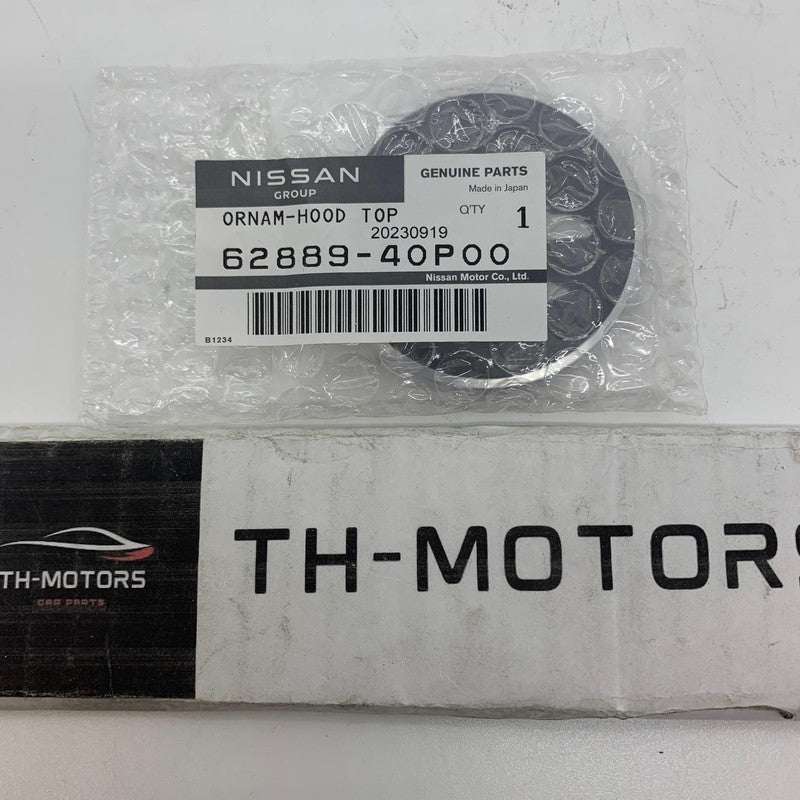 NISSAN
GROUP
GENUINE PARTS
Made in Japan
ORNAM-HOOD TOP
Q'TY 1
20230919
62889-40P00
Nissan Motor Co., Ltd.
B1234
TH-MOTORS
TH-MOTORS
CAR PARTS